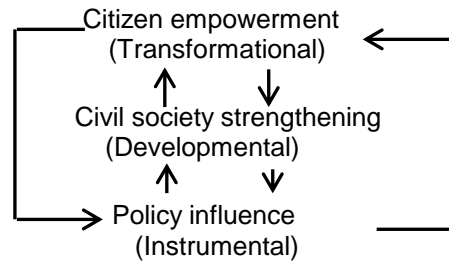 Citizen empowerment
(Transformational)
Civil society strengthening
(Developmental)
Policy influence
(Instrumental)